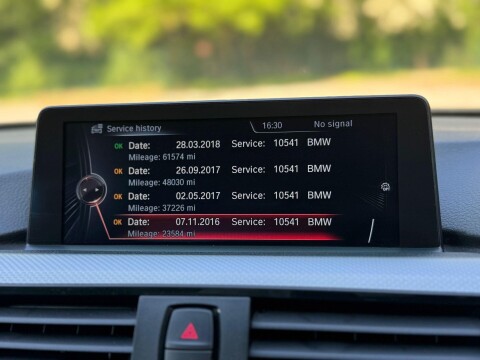 Service history 16:30 No signal
OK Date: 28.03.2018 Service: 10541 BMW
Mileage: 61574 mi
OK Date: 26.09.2017 Service: 10541 BMW
Mileage: 48030 mi
OK Date: 02.05.2017 Service: 10541 BMW
Mileage: 37226 mi
OK Date: 07.11.2016 Service: 10541 BMW
Mileage: 23584 mi